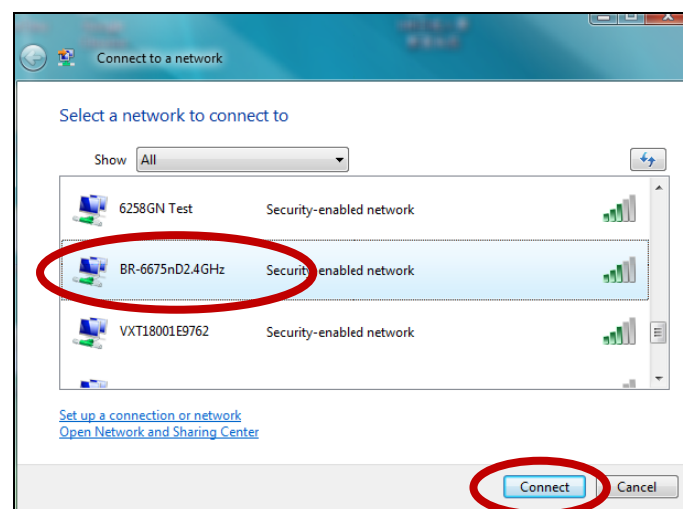 Connect to a network
Select a network to connect to
Show All
6258GN Test Security-enabled network
BR-6675nD2.4GHz Security-enabled network
VXT18001E9762 Security-enabled network
Set up a connection or network
Open Network and Sharing Center
Connect Cancel